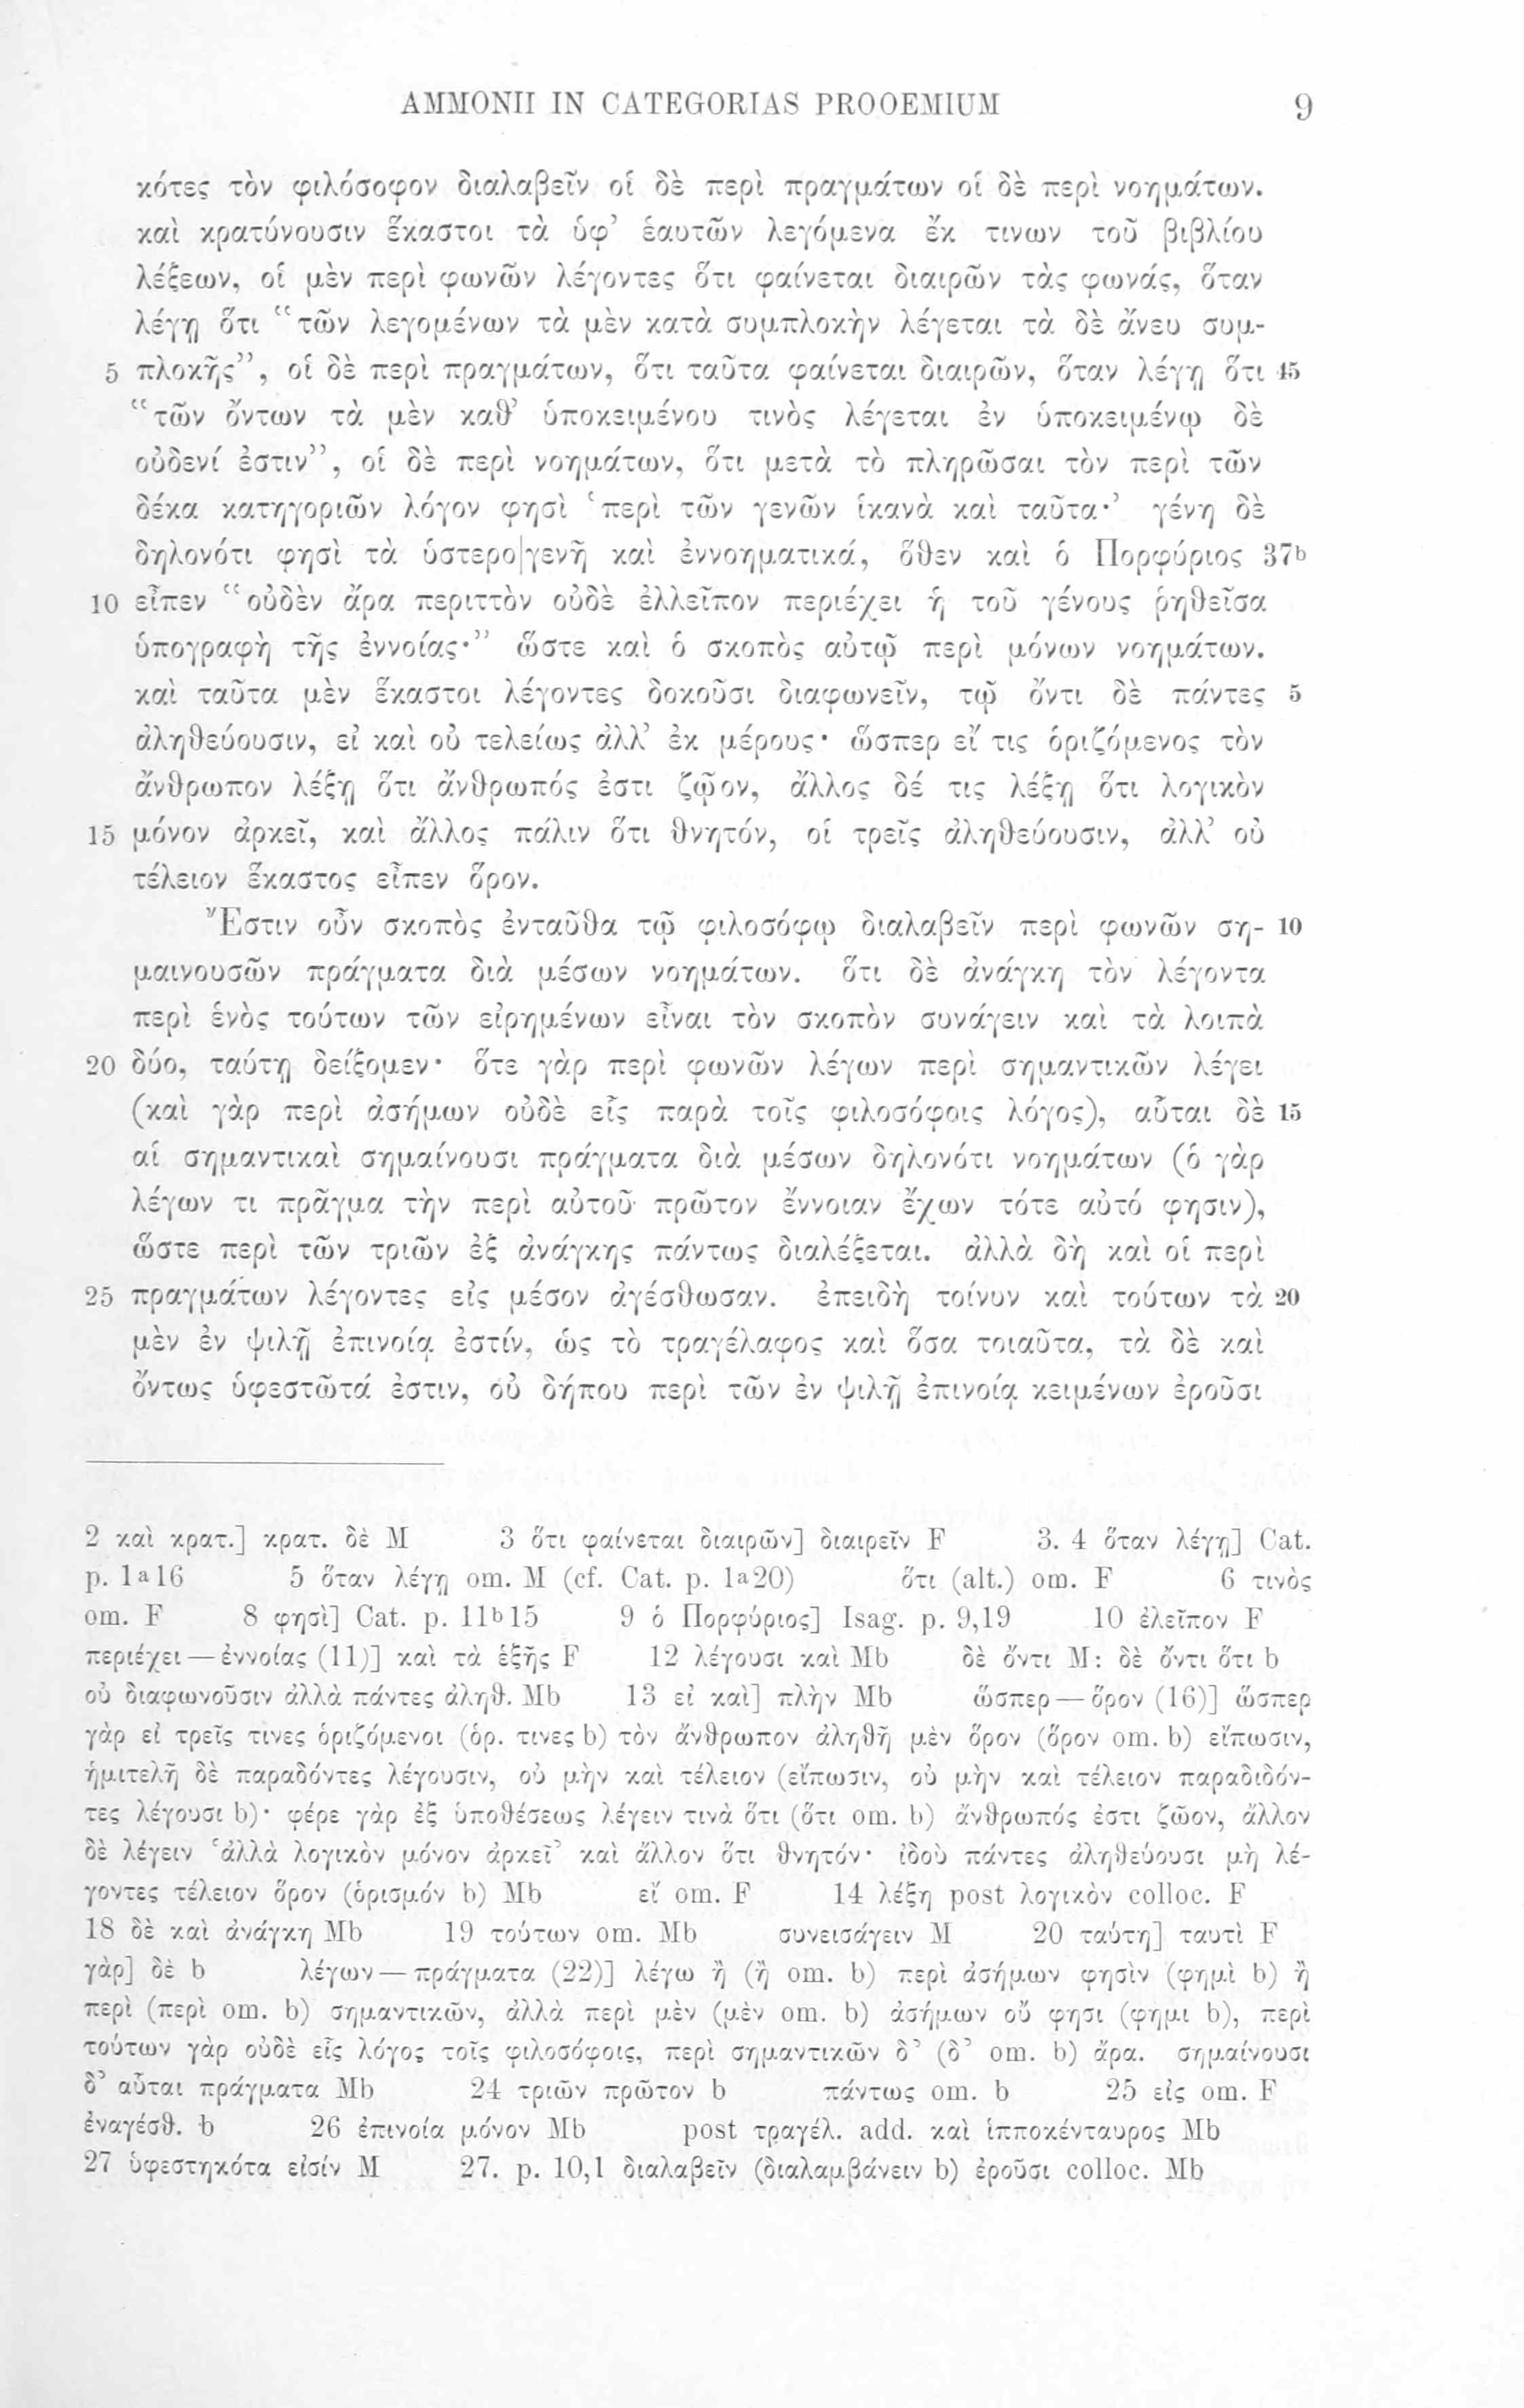 AMMONII IN CATEGORIAS PROOEMIUM 9
κότες τὸν φιλόσοφον διαλαβεῖν οἱ δὲ περὶ πραγμάτων οἱ δὲ περὶ νοημάτων.
καὶ κρατύνουσιν ἕκαστοι τὰ ὑφ’ ἑαυτῶν λεγόμενα ἔκ τινων τοῦ βιβλίου
λέξεων, οἱ μὲν περὶ φωνῶν λέγοντες ὅτι φαίνεται διαιρῶν τὰς φωνάς, ὅταν
λέγῃ ὅτι “τῶν λεγομένων τὰ μὲν κατὰ συμπλοκὴν λέγεται τὰ δὲ ἄνευ συμ-
5 πλοκῆς”, οἱ δὲ περὶ πραγμάτων, ὅτι ταῦτα φαίνεται διαιρῶν, ὅταν λέγῃ ὅτι 45
“τῶν ὄντων τὰ μὲν καθ’ ὑποκειμένου τινὸς λέγεται ἐν ὑποκειμένῳ δὲ
οὐδενί ἐστιν”, οἱ δὲ περὶ νοημάτων, ὅτι μετὰ τὸ πληρῶσαι τὸν περὶ τῶν
δέκα κατηγοριῶν λόγον φησὶ ‘περὶ τῶν γενῶν ἱκανὰ καὶ ταῦτα·’ γένη δὲ
δηλονότι φησὶ τὰ ὑστερο|γενῆ καὶ ἐννοηματικά, ὅθεν καὶ ὁ Πορφύριος 37b
10 εἶπεν “οὐδὲν ἄρα περιττὸν οὐδὲ ἐλλεῖπον περιέχει ἡ τοῦ γένους ῥηθεῖσα
ὑπογραφὴ τῆς ἐννοίας·” ὥστε καὶ ὁ σκοπὸς αὐτῷ περὶ μόνων νοημάτων.
καὶ ταῦτα μὲν ἕκαστοι λέγοντες δοκοῦσι διαφωνεῖν, τῷ ὄντι δὲ πάντες 5
ἀληθεύουσιν, εἰ καὶ οὐ τελείως ἀλλ’ ἐκ μέρους· ὥσπερ εἴ τις ὁριζόμενος τὸν
ἄνθρωπον λέξῃ ὅτι ἄνθρωπός ἐστι ζῷον, ἄλλος δέ τις λέξῃ ὅτι λογικὸν
15 μόνον ἀρκεῖ, καὶ ἄλλος πάλιν ὅτι θνητόν, οἱ τρεῖς ἀληθεύουσιν, ἀλλ’ οὐ
τέλειον ἕκαστος εἶπεν ὅρον.
Ἔστιν οὖν σκοπὸς ἐνταῦθα τῷ φιλοσόφῳ διαλαβεῖν περὶ φωνῶν ση- 10
μαινουσῶν πράγματα διὰ μέσων νοημάτων. ὅτι δὲ ἀνάγκη τὸν λέγοντα
περὶ ἑνὸς τούτων τῶν εἰρημένων εἶναι τὸν σκοπὸν συνάγειν καὶ τὰ λοιπὰ
20 δύο, ταύτῃ δείξομεν· ὅτε γὰρ περὶ φωνῶν λέγων περὶ σημαντικῶν λέγει
(καὶ γὰρ περὶ ἀσήμων οὐδὲ εἷς παρὰ τοῖς φιλοσόφοις λόγος), αὗται δὲ 15
αἱ σημαντικαὶ σημαίνουσι πράγματα διὰ μέσων δηλονότι νοημάτων (ὁ γὰρ
λέγων τι πρᾶγμα τὴν περὶ αὐτοῦ πρῶτον ἔννοιαν ἔχων τότε αὐτό φησιν),
ὥστε περὶ τῶν τριῶν ἐξ ἀνάγκης πάντως διαλέξεται. ἀλλὰ δὴ καὶ οἱ περὶ
25 πραγμάτων λέγοντες εἰς μέσον ἀγέσθωσαν. ἐπειδὴ τοίνυν καὶ τούτων τὰ 20
μὲν ἐν ψιλῇ ἐπινοίᾳ ἐστίν, ὡς τὸ τραγέλαφος καὶ ὅσα τοιαῦτα, τὰ δὲ καὶ
ὄντως ὑφεστῶτά ἐστιν, οὐ δήπου περὶ τῶν ἐν ψιλῇ ἐπινοίᾳ κειμένων ἐροῦσι
2 καὶ κρατ.] κρατ. δὲ M 3 ὅτι φαίνεται διαιρῶν] διαιρεῖν F 3. 4 ὅταν λέγῃ] Cat.
p. 1a16 5 ὅταν λέγῃ om. M (cf. Cat. p. 1a20) ὅτι (alt.) om. F 6 τινὸς
om. F 8 φησὶ] Cat. p. 11b15 9 ὁ Πορφύριος] Isag. p. 9,19 10 ἐλεῖπον F
περιέχει — ἐννοίας (11)] καὶ τὰ ἑξῆς F 12 λέγουσι καὶ Mb δὲ ὄντι M: δὲ ὄντι ὅτι b
οὐ διαφωνοῦσιν ἀλλὰ πάντες ἀληθ. Mb 13 εἰ καὶ] πλὴν Mb ὥσπερ — ὅρον (16)] ὥσπερ
γὰρ εἰ τρεῖς τινες ὁριζόμενοι (ὁρ. τινες b) τὸν ἄνθρωπον ἀληθῆ μὲν ὅρον (ὅρον om. b) εἴπωσιν,
ἡμιτελῆ δὲ παραδόντες λέγουσιν, οὐ μὴν καὶ τέλειον (εἴπωσιν, οὐ μὴν καὶ τέλειον παραδιδόν-
τες λέγουσι b)· φέρε γὰρ ἐξ ὑποθέσεως λέγειν τινὰ ὅτι (ὅτι om. b) ἄνθρωπός ἐστι ζῶον, ἄλλον
δὲ λέγειν ‘ἀλλὰ λογικὸν μόνον ἀρκεῖ’ καὶ ἄλλον ὅτι θνητόν· ἰδοὺ πάντες ἀληθεύουσι μὴ λέ-
γοντες τέλειον ὅρον (ὁρισμόν b) Mb εἴ om. F 14 λέξη post λογικὸν colloc. F
18 δὲ καὶ ἀνάγκη Mb 19 τούτων om. Mb συνεισάγειν M 20 ταύτη] ταυτὶ F
γὰρ] δὲ b λέγων — πράγματα (22)] λέγω ἢ (ἢ om. b) περὶ ἀσήμων φησὶν (φημὶ b) ἢ
περὶ (περὶ om. b) σημαντικῶν, ἀλλὰ περὶ μὲν (μὲν om. b) ἀσήμων οὔ φησι (φημι b), περὶ
τούτων γὰρ οὐδὲ εἷς λόγος τοῖς φιλοσόφοις, περὶ σημαντικῶν δ’ (δ’ om. b) ἄρα. σημαίνουσι
δ’ αὗται πράγματα Mb 24 τριῶν πρῶτον b πάντως om. b 25 εἰς om. F
ἐναγέσθ. b 26 ἐπινοία μόνον Mb post τραγέλ. add. καὶ ἱπποκένταυρος Mb
27 ὑφεστηκότα εἰσίν M 27. p. 10,1 διαλαβεῖν (διαλαμβάνειν b) ἐροῦσι colloc. Mb